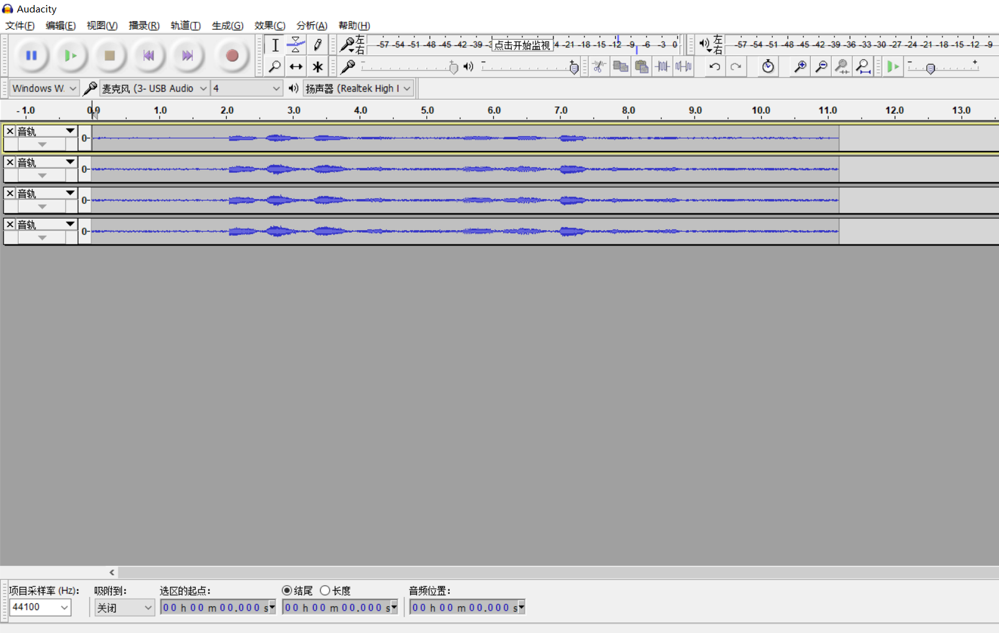 Audacity
文件(F) 编辑(E) 视图(V) 播录(R) 轨道(T) 生成(G) 效果(C) 分析(A) 帮助(H)
左 -57 -54 -51 -48 -45 -42 -39 -3 点击开始监视 4 -21 -18 -15 -12 -9 -6 -3 0 左 -57 -54 -51 -48 -45 -42 -39 -36 -33 -30 -27 -24 -21 -18 -15 -12 -9
右 右
Windows W. 麦克风 (3- USB Audio 4 扬声器 (Realtek High I
-1.0 0.0 1.0 2.0 3.0 4.0 5.0 6.0 7.0 8.0 9.0 10.0 11.0 12.0 13.0
音轨
0-
音轨
0-
音轨
0-
音轨
0-
项目采样率 (Hz): 吸附到: 选区的起点: 结尾 长度 音频位置:
44100 关闭 00 h 00 m 00.000 s 00 h 00 m 00.000 s 00 h 00 m 00.000 s